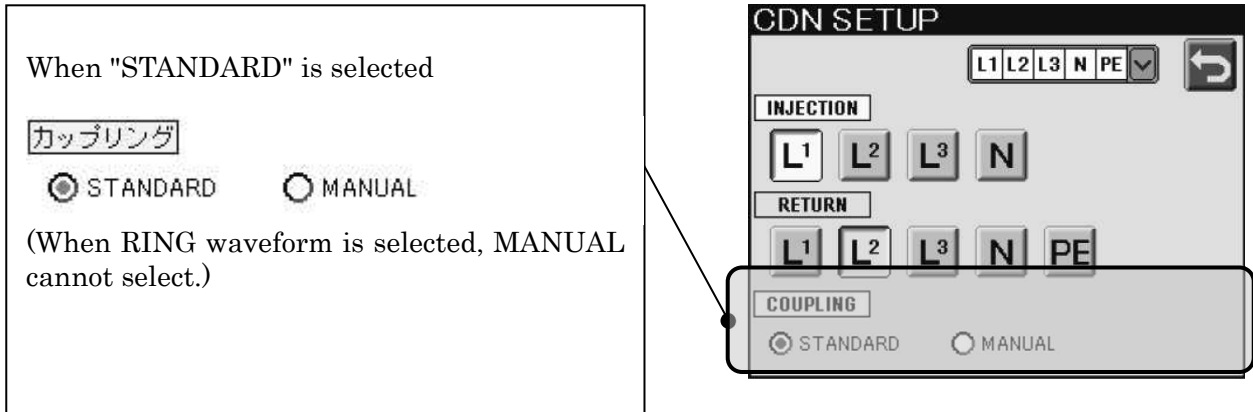 When "STANDARD" is selected
カップリング
STANDARD MANUAL
(When RING waveform is selected, MANUAL
cannot select.)
CDN SETUP
L1 L2 L3 N PE
INJECTION
L1 L2 L3 N
RETURN
L1 L2 L3 N PE
COUPLING
STANDARD MANUAL